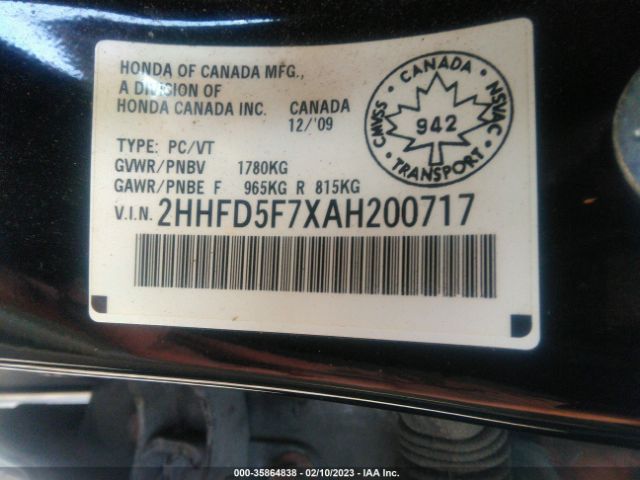 HONDA OF CANADA MFG.,
A DIVISION OF
HONDA CANADA INC. CANADA
12/'09
TYPE: PC/VT
GVWR/PNBV 1780KG
GAWR/PNBE F 965KG R 815KG
V.I.N. 2HHFD5F7XAH200717
CANADA
CMVSS
942
NSVAC
TRANSPORT
000-35864838 - 02/10/2023 - IAA Inc.